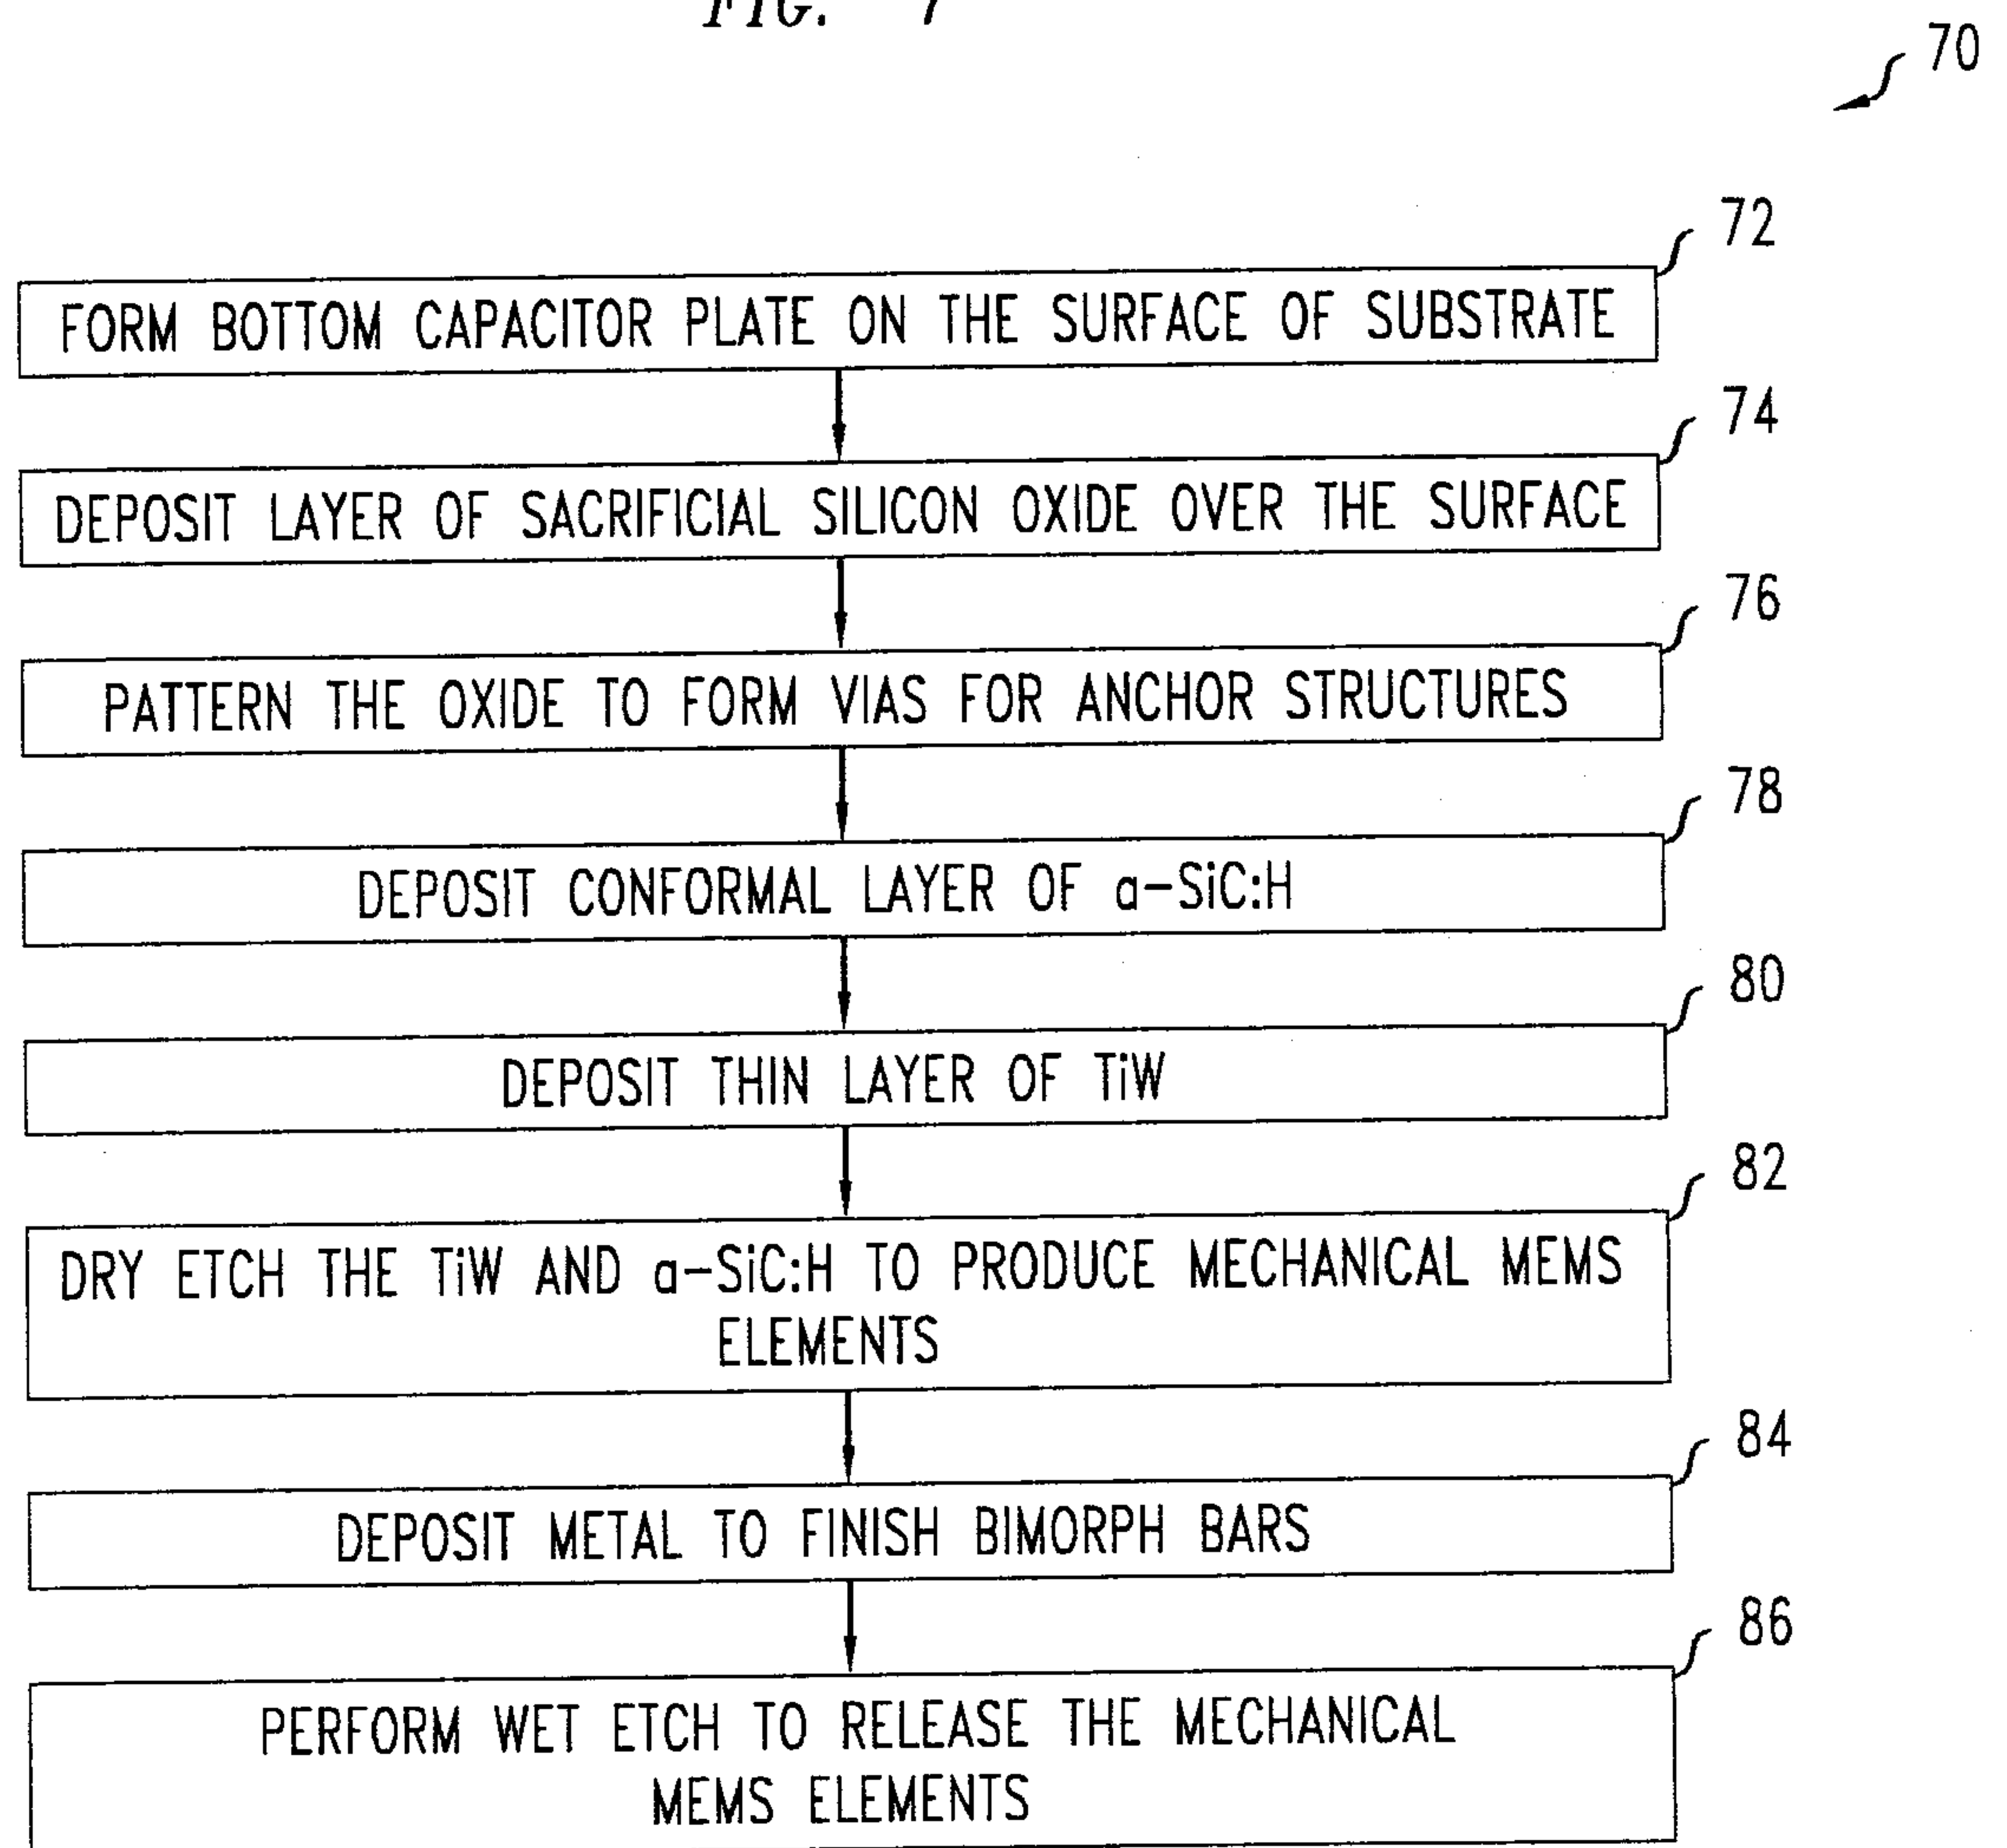 FIG. 7
70
72
FORM BOTTOM CAPACITOR PLATE ON THE SURFACE OF SUBSTRATE
74
DEPOSIT LAYER OF SACRIFICIAL SILICON OXIDE OVER THE SURFACE
76
PATTERN THE OXIDE TO FORM VIAS FOR ANCHOR STRUCTURES
78
DEPOSIT CONFORMAL LAYER OF a-SiC:H
80
DEPOSIT THIN LAYER OF TiW
82
DRY ETCH THE TiW AND a-SiC:H TO PRODUCE MECHANICAL MEMS
ELEMENTS
84
DEPOSIT METAL TO FINISH BIMORPH BARS
86
PERFORM WET ETCH TO RELEASE THE MECHANICAL
MEMS ELEMENTS